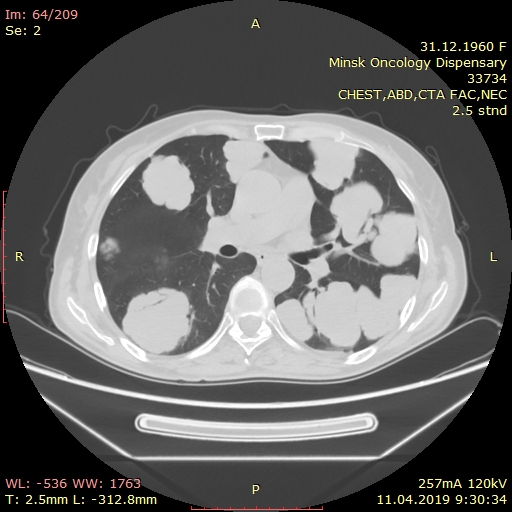 Im: 64/209
Se: 2
A
31.12.1960 F
Minsk Oncology Dispensary
33734
CHEST,ABD,CTA FAC,NEC
2.5 stnd
R
L
WL: -536 WW: 1763
T: 2.5mm L: -312.8mm
P
257mA 120kV
11.04.2019 9:30:34